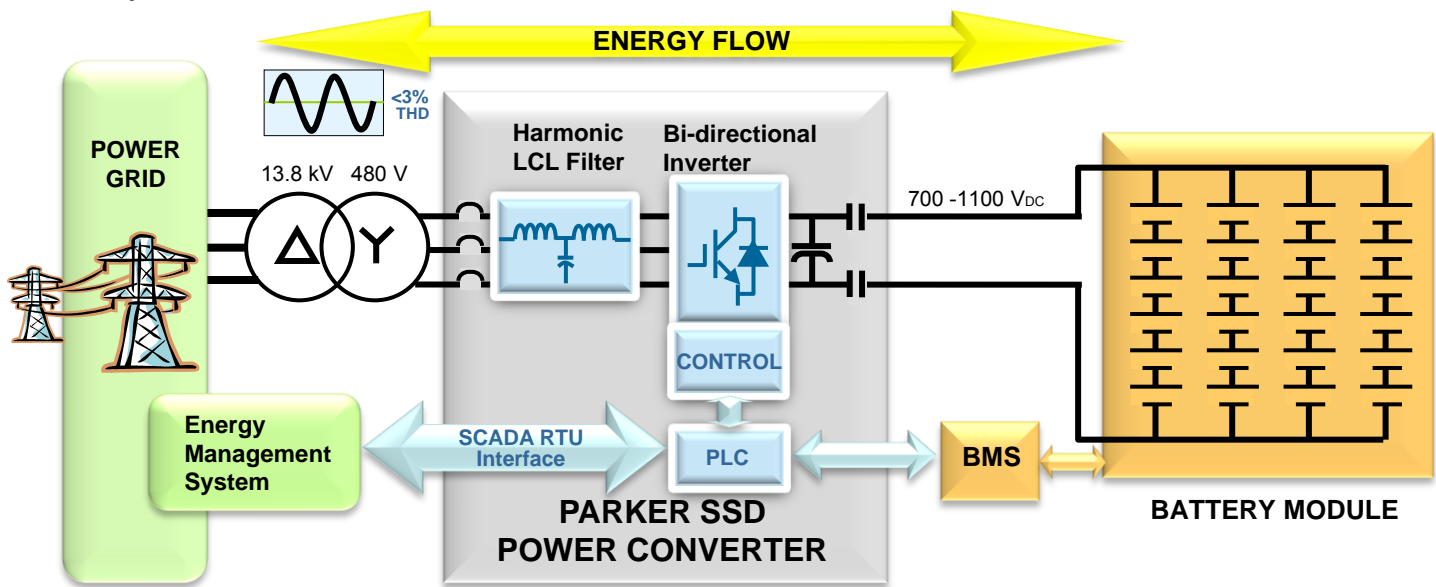 ENERGY FLOW
<3%
THD
POWER
GRID
13.8 kV
480 V
Harmonic
LCL Filter
Bi-directional
Inverter
700 -1100 VDC
CONTROL
Energy
Management
System
SCADA RTU
Interface
PLC
BMS
PARKER SSD
POWER CONVERTER
BATTERY MODULE